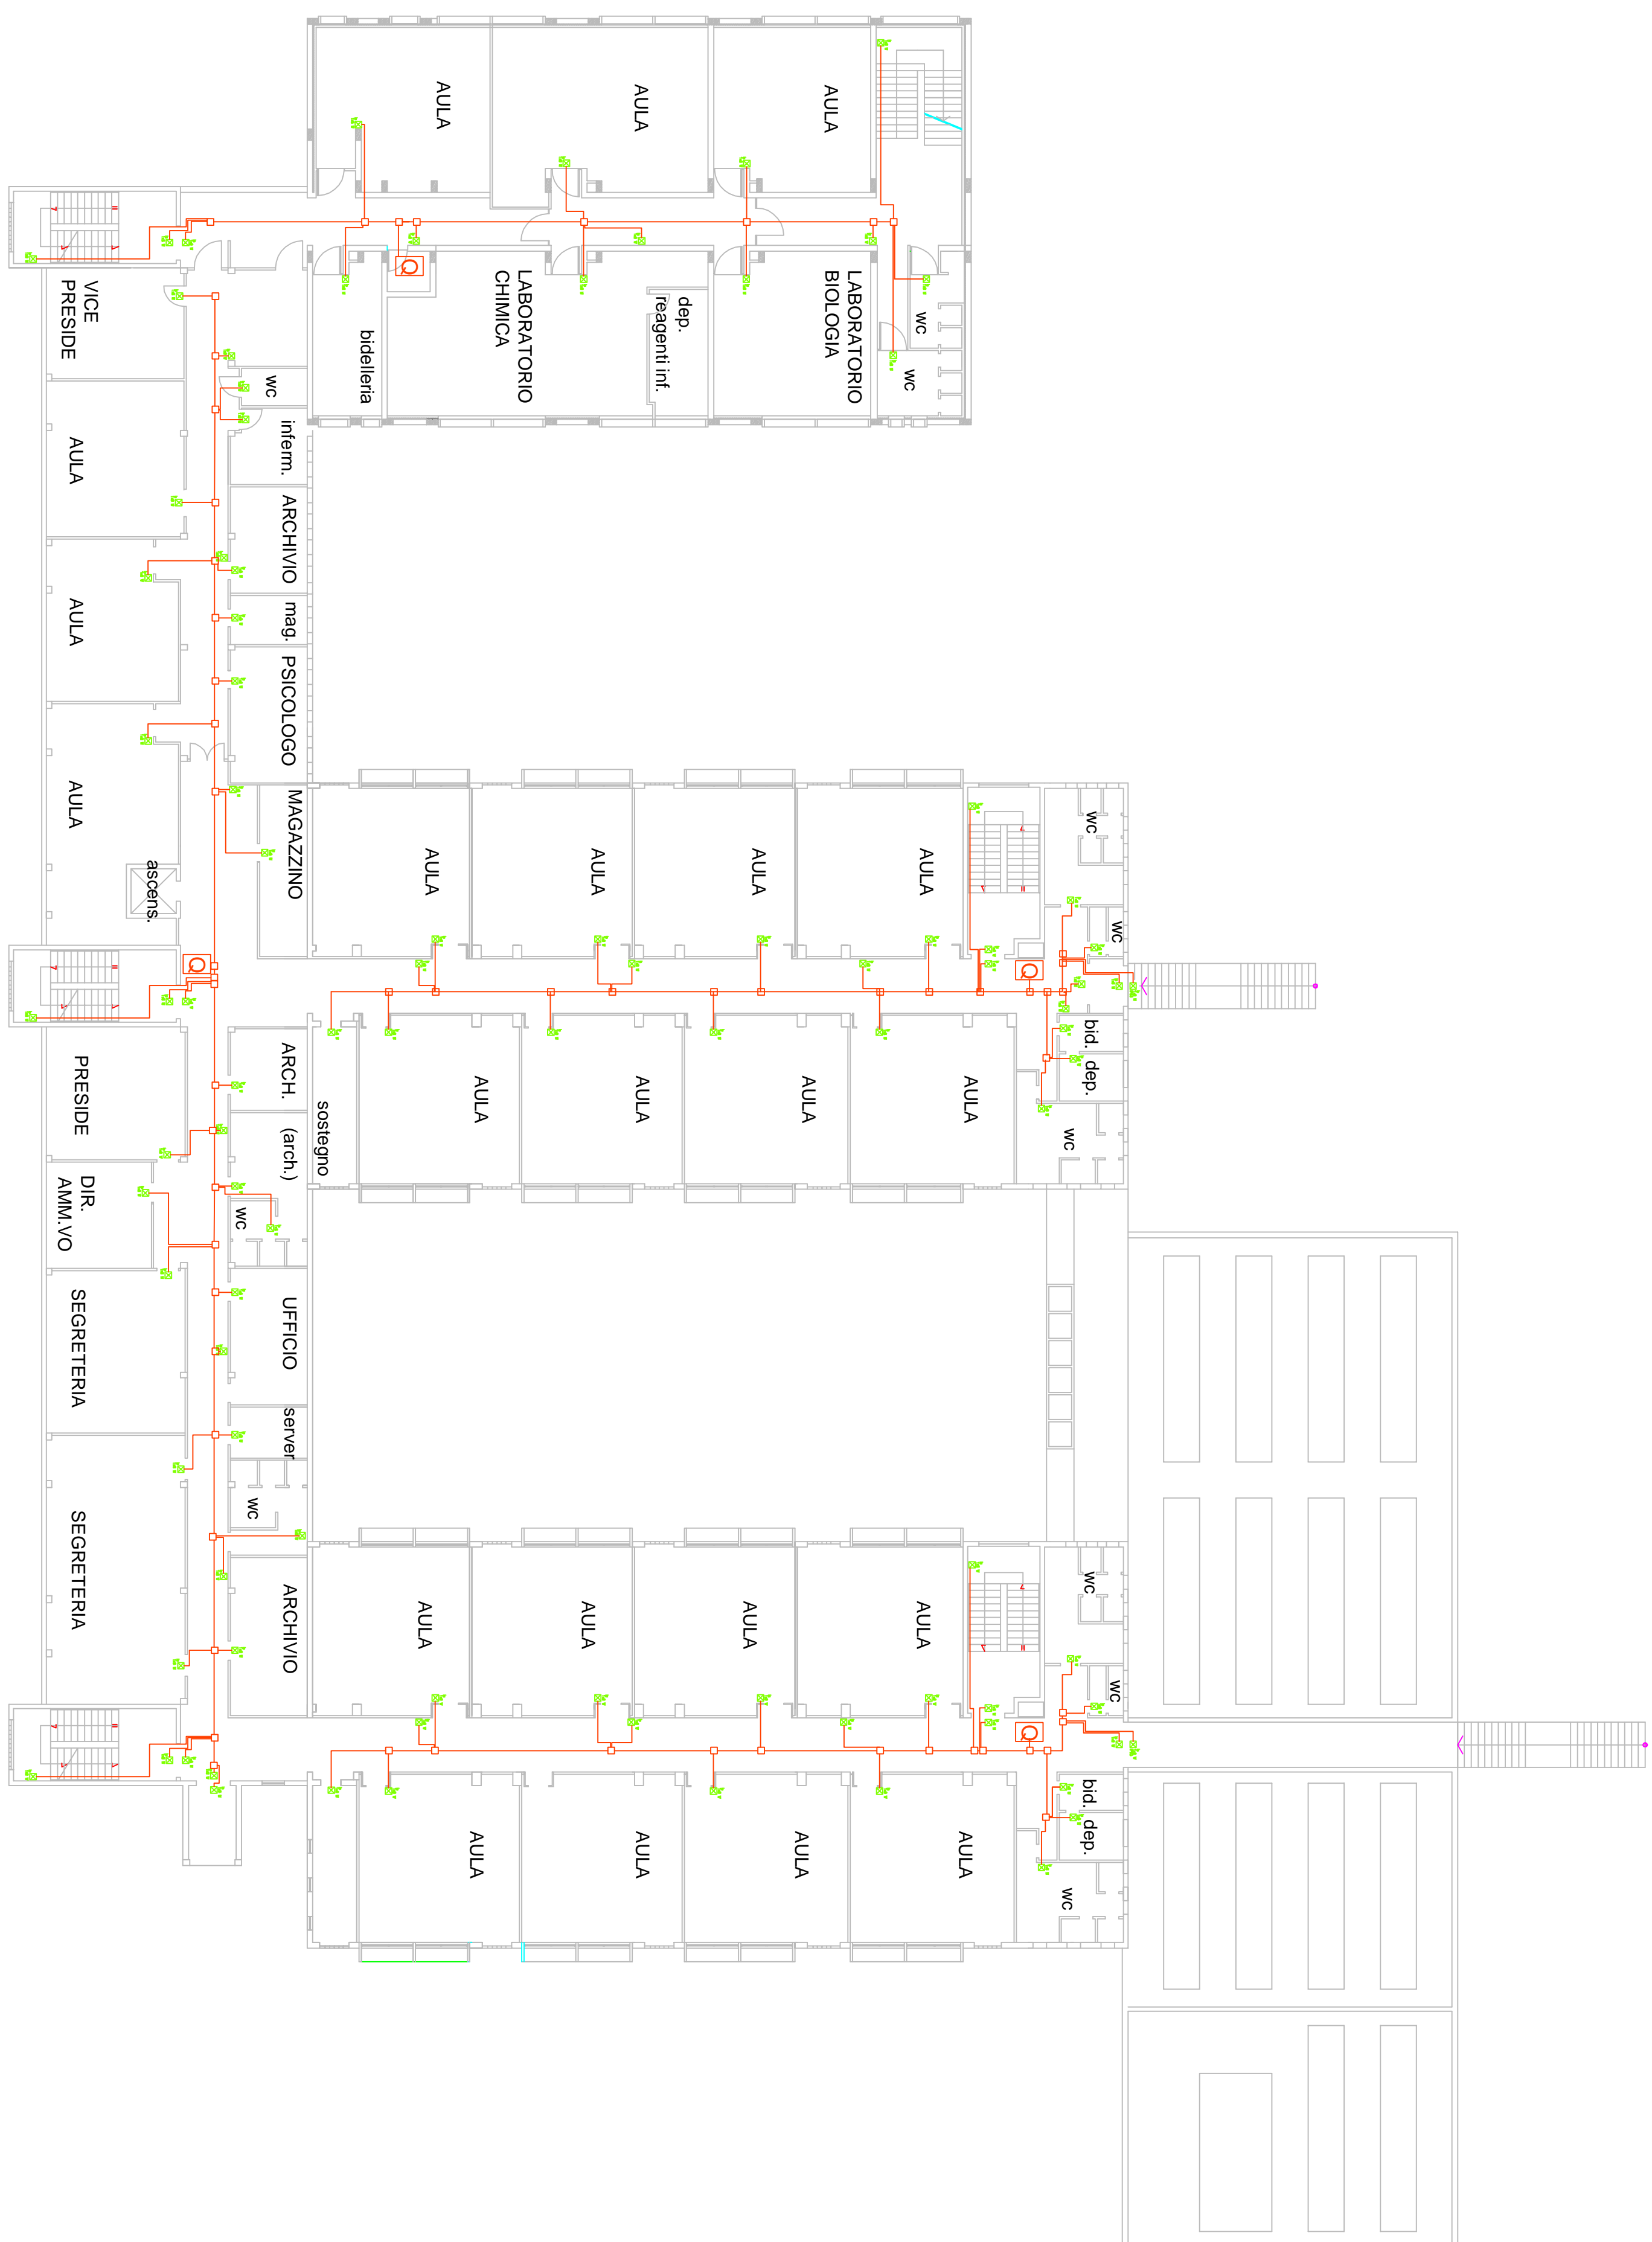 AULA
AULA
AULA
Q
VICE
PRESIDE
LABORATORIO
CHIMICA
dep.
reagenti inf.
LABORATORIO
BIOLOGIA
wc
wc
bidelleria
wc
inferm.
AULA
ARCHIVIO
AULA
mag.
PSICOLOGO
AULA
MAGAZZINO
ascens.
AULA
AULA
AULA
AULA
wc
wc
Q
Q
PRESIDE
ARCH.
(arch.)
sostegno
AULA
AULA
AULA
AULA
bid.
dep.
wc
DIR.
AMM.VO
wc
SEGRETERIA
UFFICIO
server
SEGRETERIA
wc
ARCHIVIO
AULA
AULA
AULA
AULA
wc
wc
Q
AULA
AULA
AULA
AULA
bid.
dep.
wc